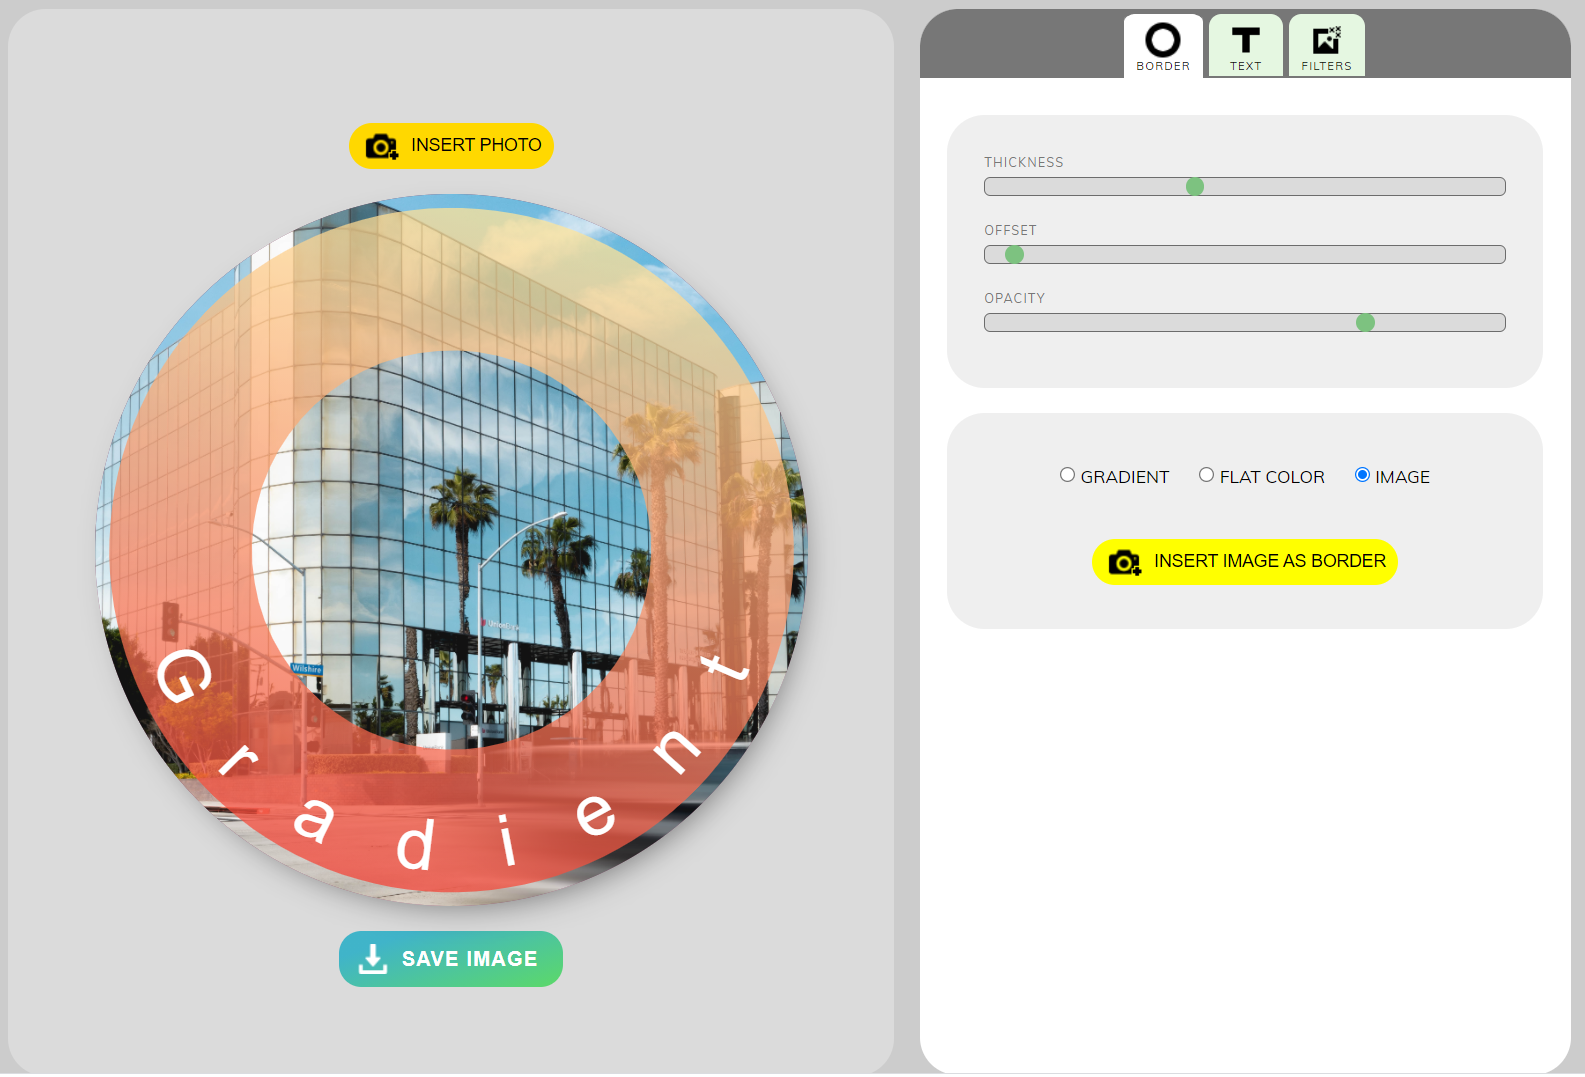 INSERT PHOTO
Wilshire
UnionBank
Gradient
SAVE IMAGE
BORDER
TEXT
FILTERS
THICKNESS
OFFSET
OPACITY
GRADIENT
FLAT COLOR
IMAGE
INSERT IMAGE AS BORDER